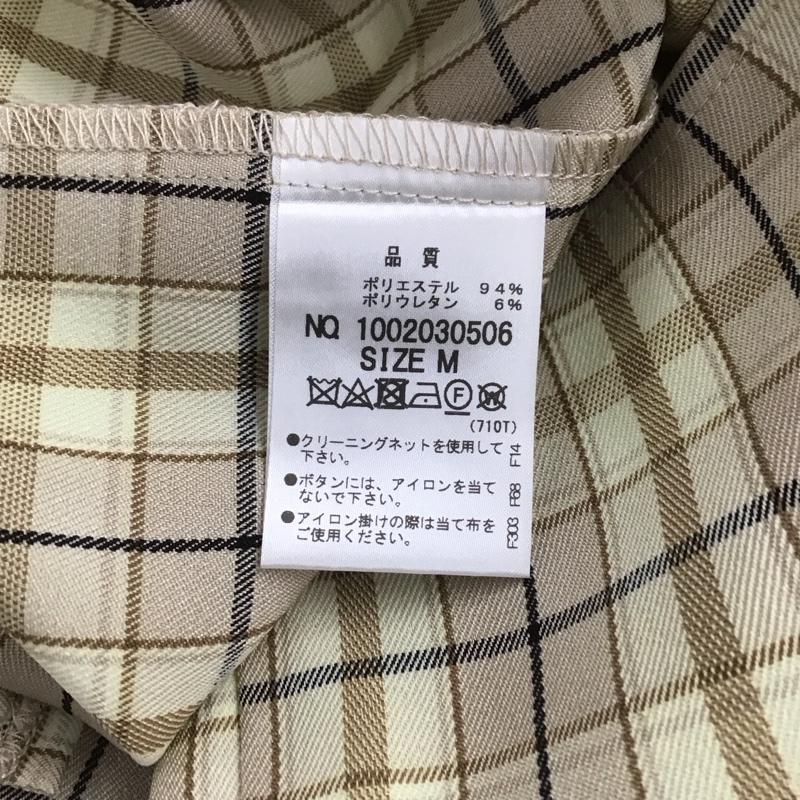 品 質
ポリエステル 94%
ポリウレタン 6%
NO 1002030506
SIZE M
F W
(710T)
●クリーニングネットを使用して
下さい。
●ボタンには、アイロンを当て
ないで下さい。
●アイロン掛けの際は当て布を
ご使用ください。
F303 F68 F14